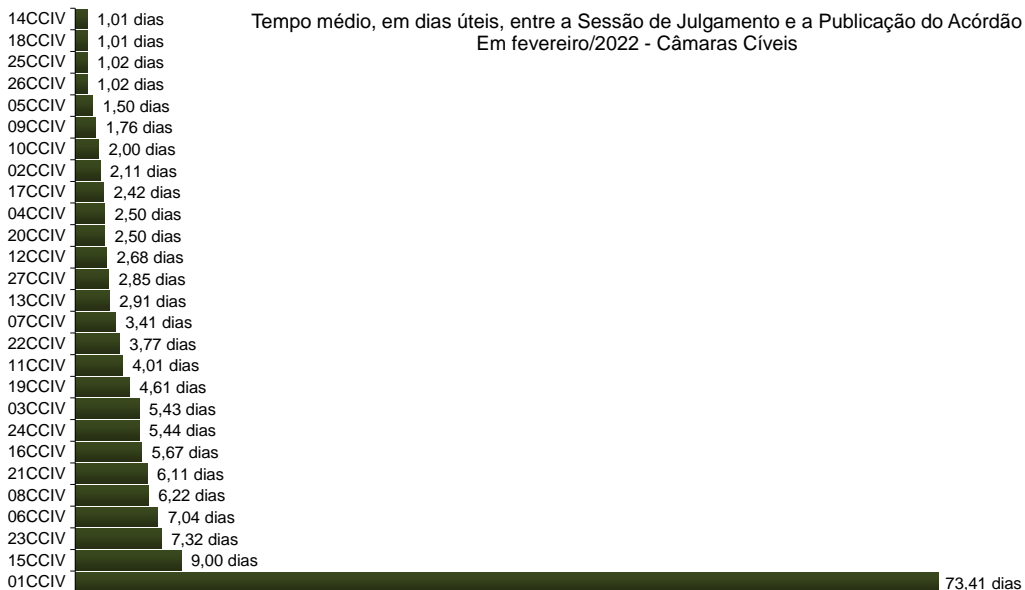 Tempo médio, em dias úteis, entre a Sessão de Julgamento e a Publicação do Acórdão
Em fevereiro/2022 - Câmaras Cíveis
14CCIV 1,01 dias
18CCIV 1,01 dias
25CCIV 1,02 dias
26CCIV 1,02 dias
05CCIV 1,50 dias
09CCIV 1,76 dias
10CCIV 2,00 dias
02CCIV 2,11 dias
17CCIV 2,42 dias
04CCIV 2,50 dias
20CCIV 2,50 dias
12CCIV 2,68 dias
27CCIV 2,85 dias
13CCIV 2,91 dias
07CCIV 3,41 dias
22CCIV 3,77 dias
11CCIV 4,01 dias
19CCIV 4,61 dias
03CCIV 5,43 dias
24CCIV 5,44 dias
16CCIV 5,67 dias
21CCIV 6,11 dias
08CCIV 6,22 dias
06CCIV 7,04 dias
23CCIV 7,32 dias
15CCIV 9,00 dias
01CCIV 73,41 dias